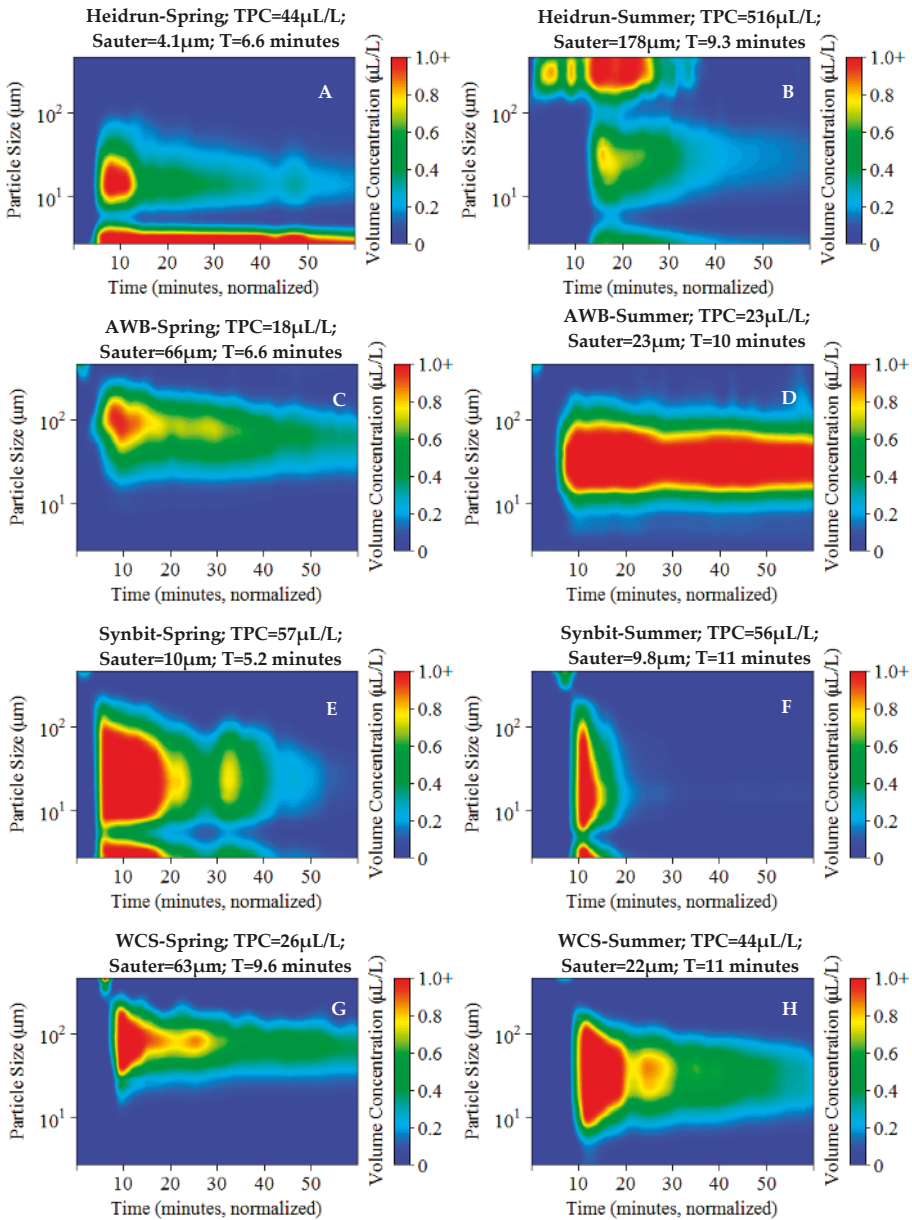 Heidrun-Spring; TPC=44µL/L;
Sauter=4.1µm; T=6.6 minutes
A
Particle Size (µm)
10²
10¹
10 20 30 40 50
Time (minutes, normalized)
Volume Concentration (µL/L)
1.0+
0.8
0.6
0.4
0.2
0
Heidrun-Summer; TPC=516µL/L;
Sauter=178µm; T=9.3 minutes
B
Particle Size (µm)
10²
10¹
10 20 30 40 50
Time (minutes, normalized)
Volume Concentration (µL/L)
1.0+
0.8
0.6
0.4
0.2
0
AWB-Spring; TPC=18µL/L;
Sauter=66µm; T=6.6 minutes
C
Particle Size (µm)
10²
10¹
10 20 30 40 50
Time (minutes, normalized)
Volume Concentration (µL/L)
1.0+
0.8
0.6
0.4
0.2
0
AWB-Summer; TPC=23µL/L;
Sauter=23µm; T=10 minutes
D
Particle Size (µm)
10²
10¹
10 20 30 40 50
Time (minutes, normalized)
Volume Concentration (µL/L)
1.0+
0.8
0.6
0.4
0.2
0
Synbit-Spring; TPC=57µL/L;
Sauter=10µm; T=5.2 minutes
E
Particle Size (µm)
10²
10¹
10 20 30 40 50
Time (minutes, normalized)
Volume Concentration (µL/L)
1.0+
0.8
0.6
0.4
0.2
0
Synbit-Summer; TPC=56µL/L;
Sauter=9.8µm; T=11 minutes
F
Particle Size (µm)
10²
10¹
10 20 30 40 50
Time (minutes, normalized)
Volume Concentration (µL/L)
1.0+
0.8
0.6
0.4
0.2
0
WCS-Spring; TPC=26µL/L;
Sauter=63µm; T=9.6 minutes
G
Particle Size (µm)
10²
10¹
10 20 30 40 50
Time (minutes, normalized)
Volume Concentration (µL/L)
1.0+
0.8
0.6
0.4
0.2
0
WCS-Summer; TPC=44µL/L;
Sauter=22µm; T=11 minutes
H
Particle Size (µm)
10²
10¹
10 20 30 40 50
Time (minutes, normalized)
Volume Concentration (µL/L)
1.0+
0.8
0.6
0.4
0.2
0